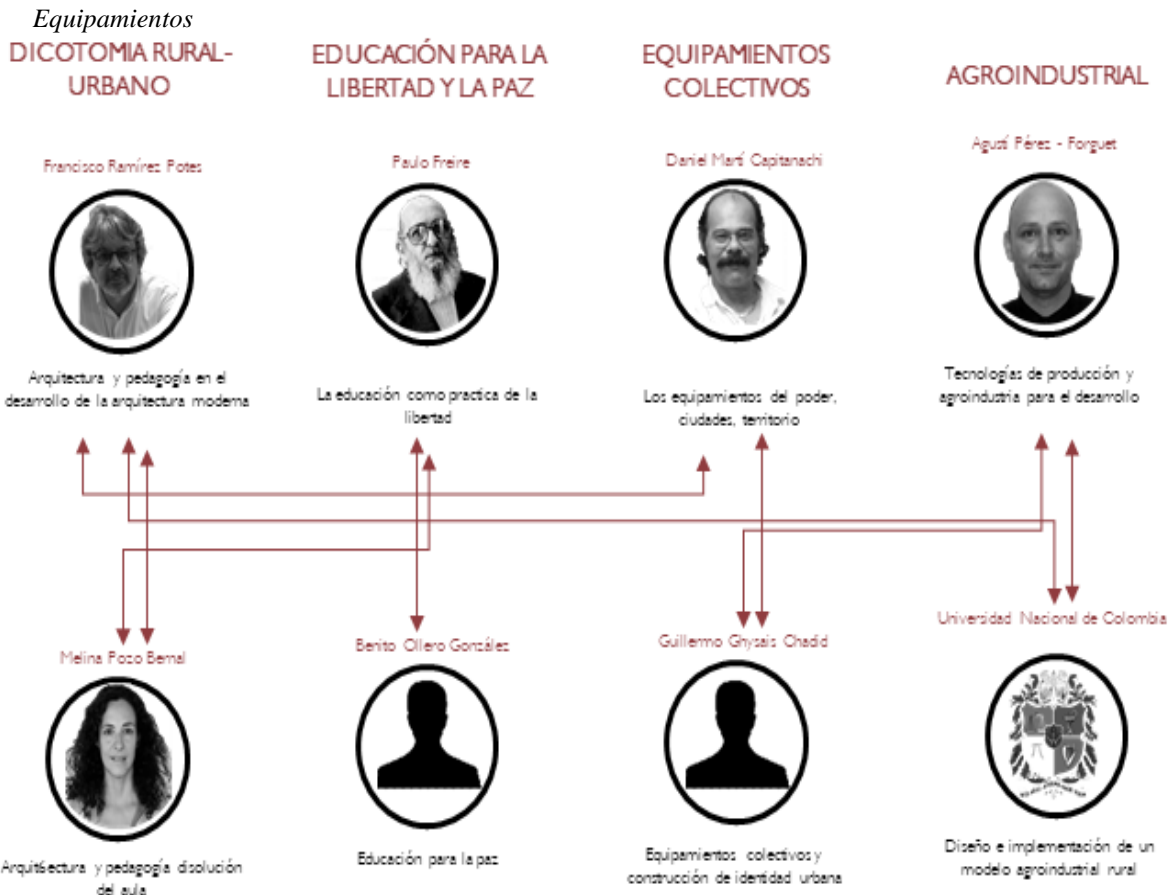 Equipamientos
DICOTOMIA RURAL-
URBANO
EDUCACIÓN PARA LA
LIBERTAD Y LA PAZ
EQUIPAMIENTOS
COLECTIVOS
AGROINDUSTRIAL
Francisco Ramírez Potes
Paulo Freire
Daniel Martí Capitanachi
Agustí Pérez - Forguet
Arquitectura y pedagogía en el
desarrollo de la arquitectura moderna
La educación como practica de la
libertad
Los equipamientos del poder,
ciudades, territorio
Tecnologías de producción y
agroindustria para el desarrollo
Melina Pozo Bernal
Benito Ollero González
Guillermo Ghysais Chadid
Universidad Nacional de Colombia
Arquit6ectura y pedagogía disolución
del aula
Educación para la paz
Equipamientos colectivos y
construcción de identidad urbana
Diseño e implementación de un
modelo agroindustrial rural